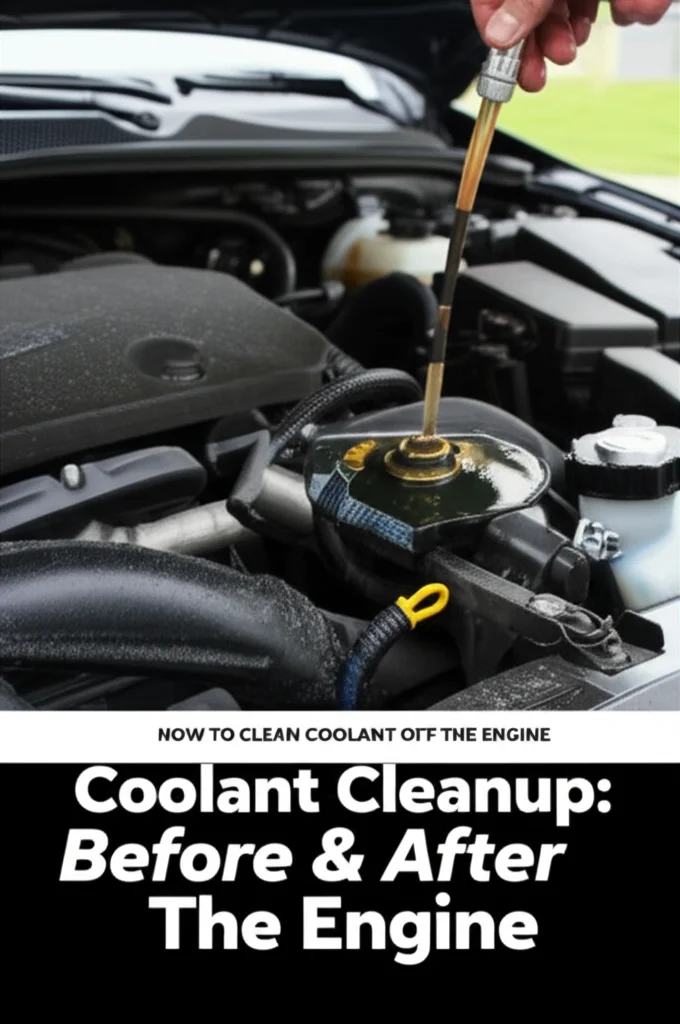 NOW TO CLEAN COOLANT OFF THE ENGINE
Coolant Cleanup:
Before & After
The Engine